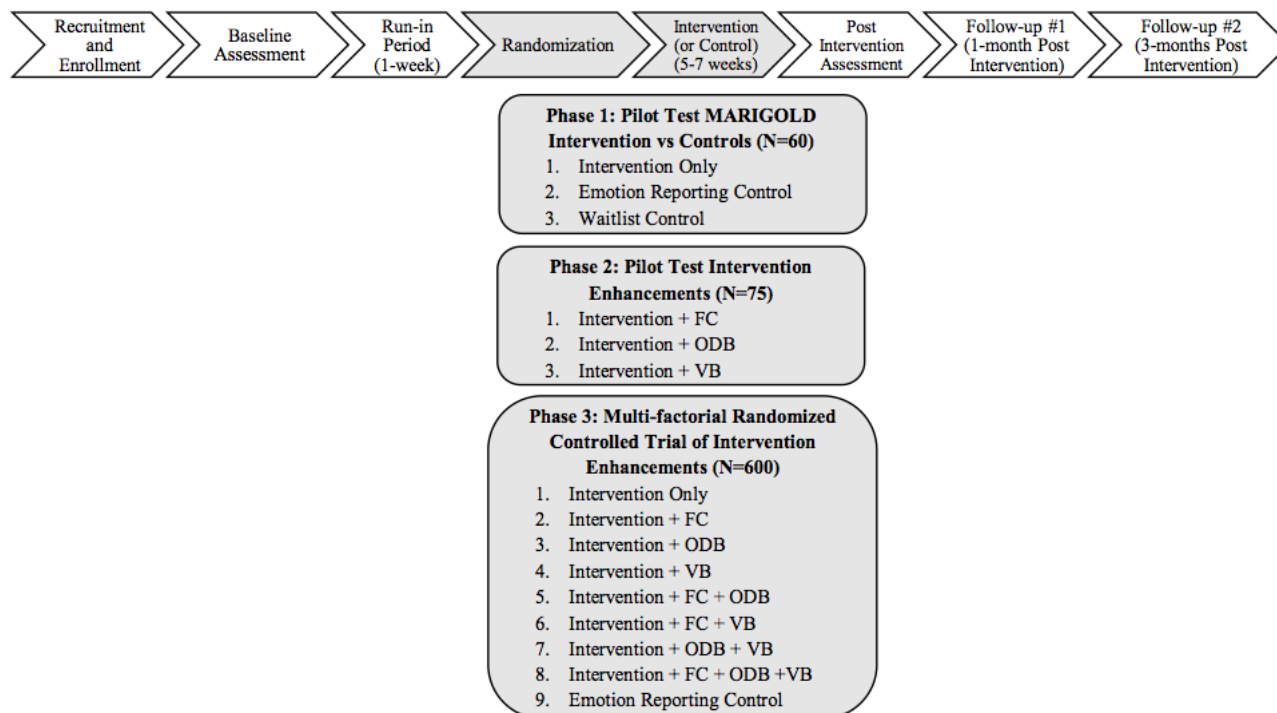 Recruitment
and
Enrollment
Baseline
Assessment
Run-in
Period
(1-week)
Randomization
Intervention
(or Control)
(5-7 weeks)
Post
Intervention
Assessment
Follow-up #1
(1-month Post
Intervention)
Follow-up #2
(3-months Post
Intervention)
Phase 1: Pilot Test MARIGOLD
Intervention vs Controls (N=60)
1. Intervention Only
2. Emotion Reporting Control
3. Waitlist Control
Phase 2: Pilot Test Intervention
Enhancements (N=75)
1. Intervention + FC
2. Intervention + ODB
3. Intervention + VB
Phase 3: Multi-factorial Randomized
Controlled Trial of Intervention
Enhancements (N=600)
1. Intervention Only
2. Intervention + FC
3. Intervention + ODB
4. Intervention + VB
5. Intervention + FC + ODB
6. Intervention + FC + VB
7. Intervention + ODB + VB
8. Intervention + FC + ODB +VB
9. Emotion Reporting Control